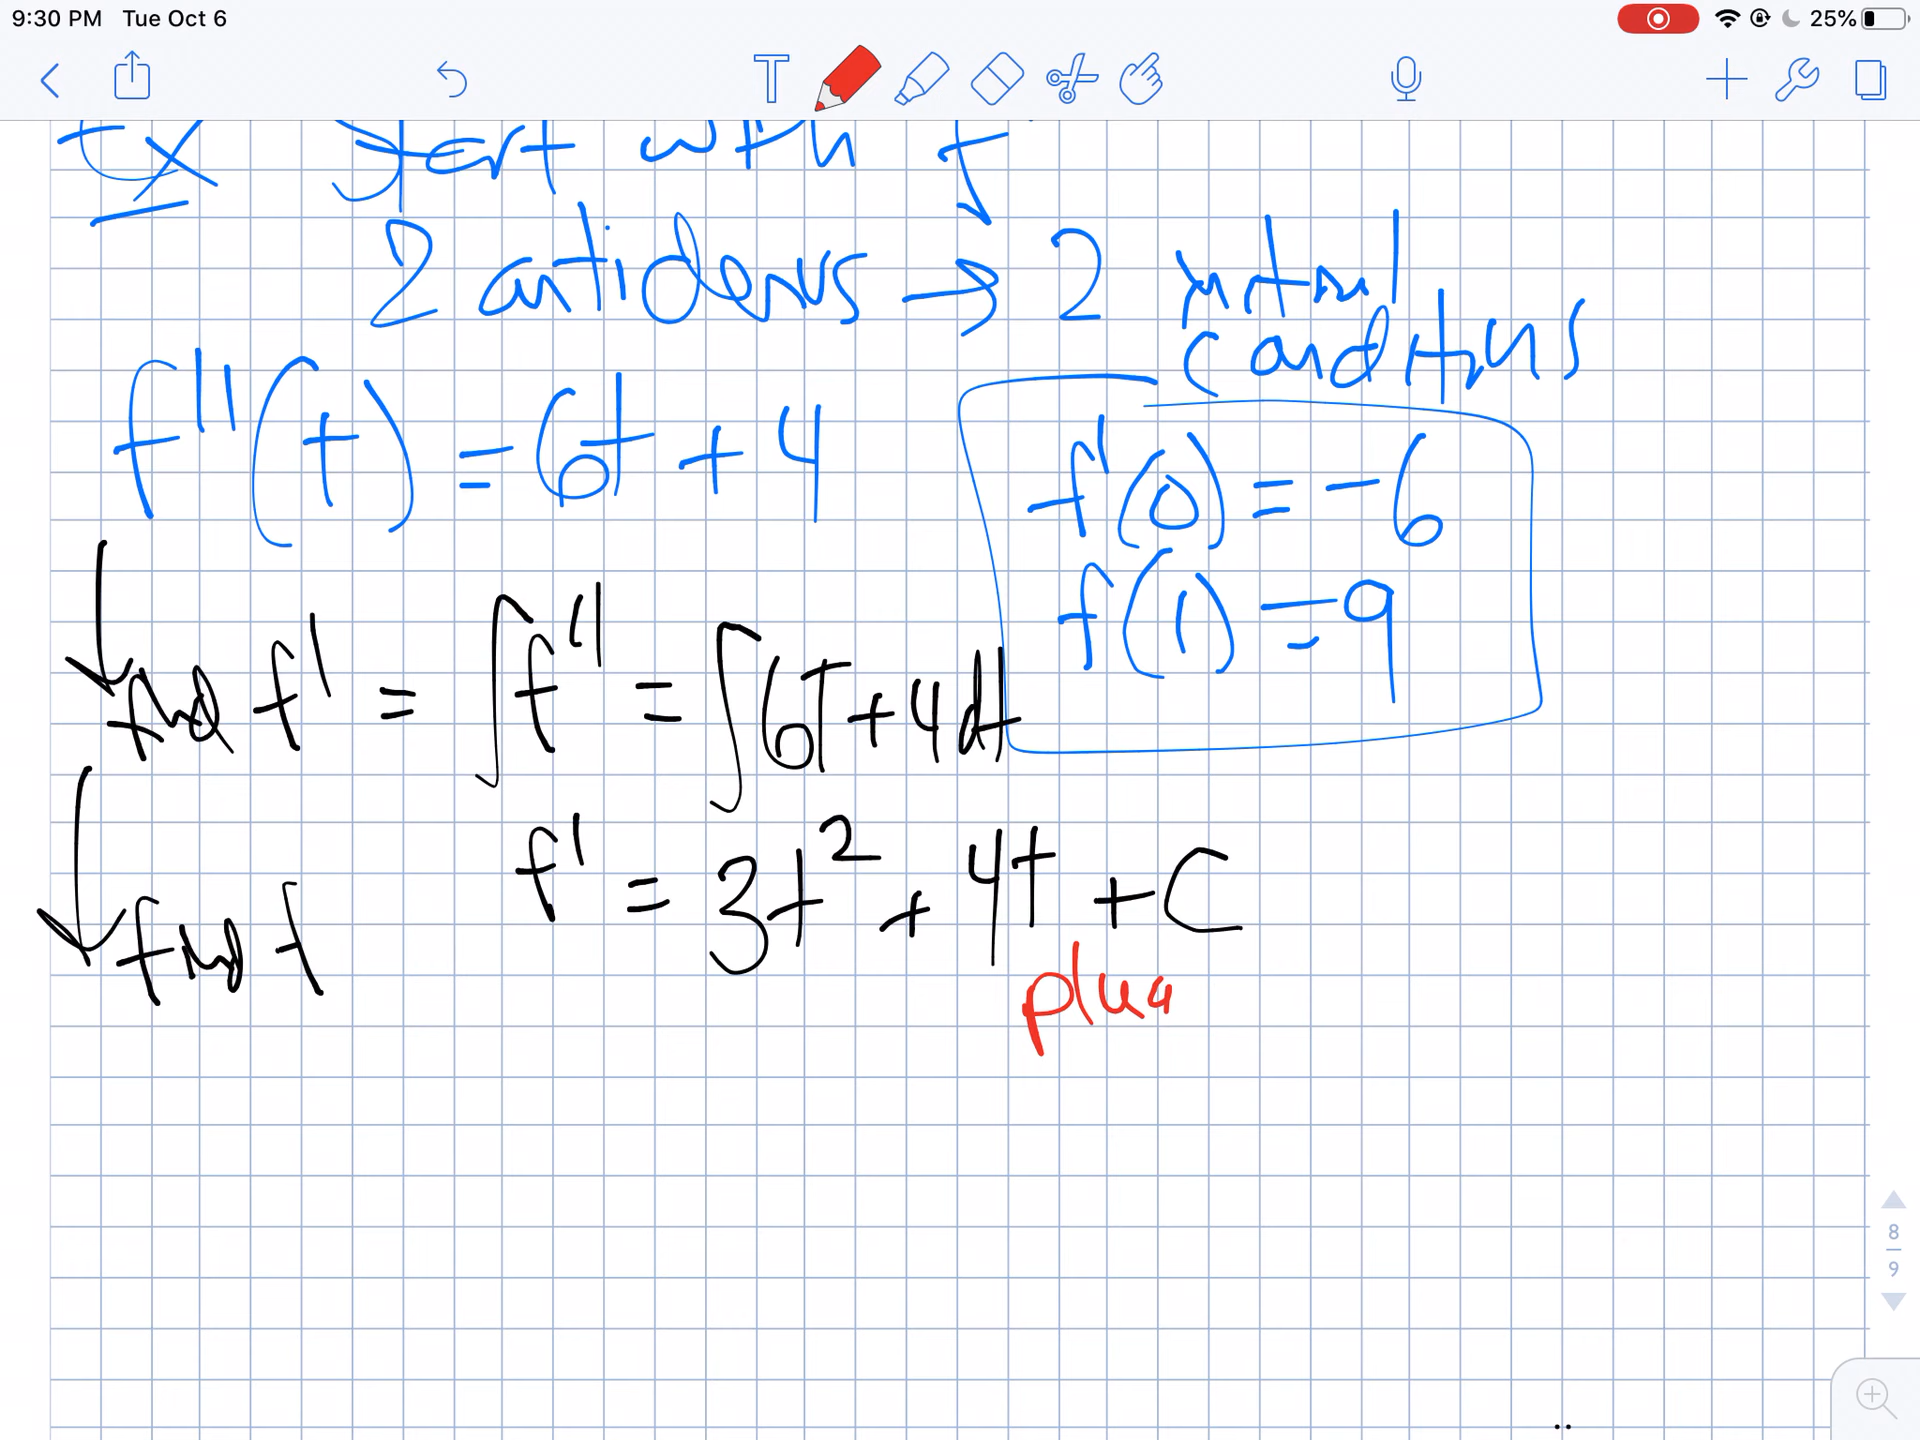 9:30 PM Tue Oct 6
25%
T
Ex Start with f
2 antiderivs → 2 initial
conditions
f''(t) = 6t + 4
f'(0) = -6
f(1) = 9
find f' = ∫f'' = ∫6t+4dt
f' = 3t² + 4t + C
find f
plug
8
9